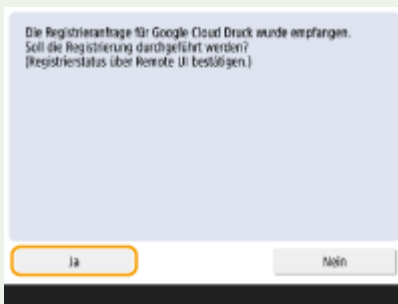 Die Registrieranfrage für Google Cloud Druck wurde empfangen.
Soll die Registrierung durchgeführt werden?
(Registrierstatus über Remote UI bestätigen.)
Ja
Nein